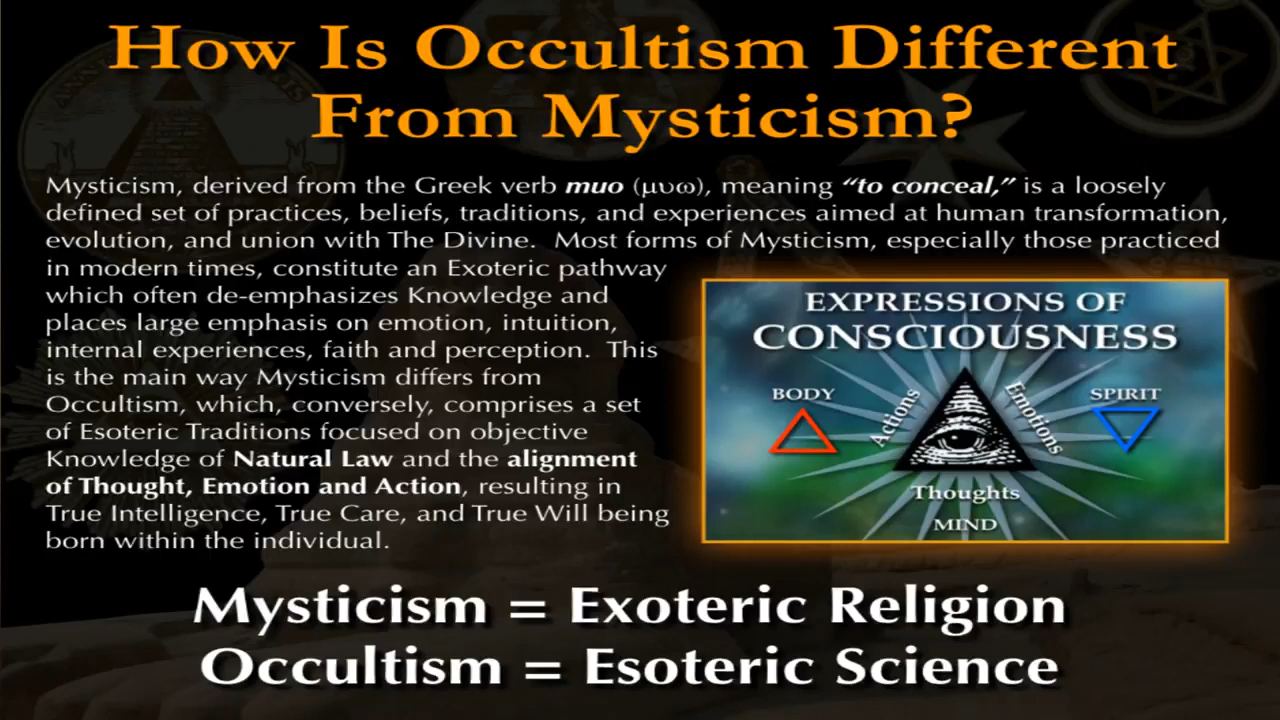 How Is Occultism Different
From Mysticism?
Mysticism, derived from the Greek verb muo (μυω), meaning “to conceal,” is a loosely
defined set of practices, beliefs, traditions, and experiences aimed at human transformation,
evolution, and union with The Divine.  Most forms of Mysticism, especially those practiced
in modern times, constitute an Exoteric pathway
which often de-emphasizes Knowledge and
places large emphasis on emotion, intuition,
internal experiences, faith and perception.  This
is the main way Mysticism differs from
Occultism, which, conversely, comprises a set
of Esoteric Traditions focused on objective
Knowledge of Natural Law and the alignment
of Thought, Emotion and Action, resulting in
True Intelligence, True Care, and True Will being
born within the individual.
EXPRESSIONS OF
CONSCIOUSNESS
BODY
Actions
Emotions
SPIRIT
Thoughts
MIND
Mysticism = Exoteric Religion
Occultism = Esoteric Science